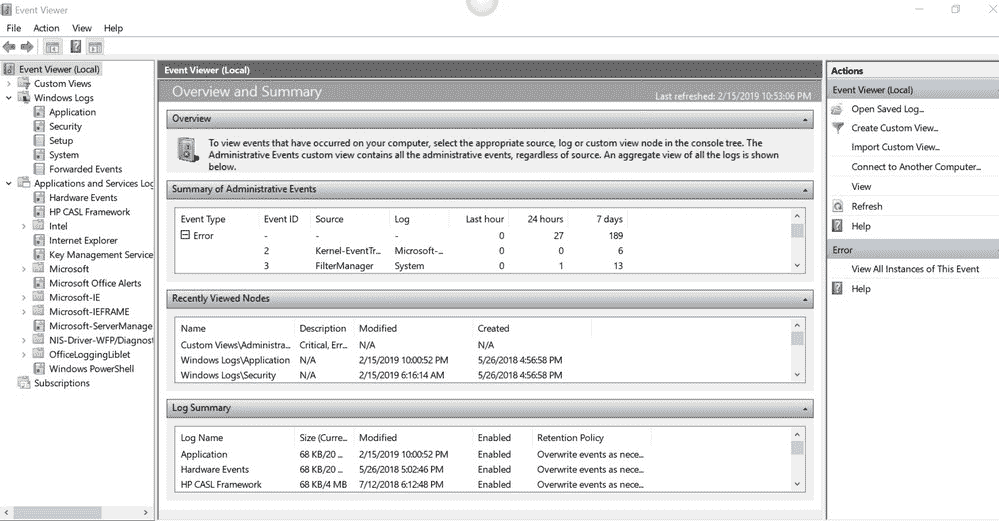 Event Viewer
File Action View Help
Event Viewer (Local)
Custom Views
Windows Logs
Application
Security
Setup
System
Forwarded Events
Applications and Services Log
Hardware Events
HP CASL Framework
Intel
Internet Explorer
Key Management Service
Microsoft
Microsoft Office Alerts
Microsoft-IE
Microsoft-IEFRAME
Microsoft-ServerManage
NIS-Driver-WFP/Diagnost
OfficeLoggingLiblet
Windows PowerShell
Subscriptions
Event Viewer (Local)
Overview and Summary Last refreshed: 2/15/2019 10:53:06 PM
Overview
To view events that have occurred on your computer, select the appropriate source, log or custom view node in the console tree. The
Administrative Events custom view contains all the administrative events, regardless of source. An aggregate view of all the logs is shown
below.
Summary of Administrative Events
Event Type Event ID Source Log Last hour 24 hours 7 days
Error - - - 0 27 189
2 Kernel-EventTr... Microsoft-... 0 0 6
3 FilterManager System 0 1 13
Recently Viewed Nodes
Name Description Modified Created
Custom Views\Administra... Critical, Err... N/A N/A
Windows Logs\Application N/A 2/15/2019 10:00:52 PM 5/26/2018 4:56:58 PM
Windows Logs\Security N/A 2/15/2019 6:16:14 AM 5/26/2018 4:56:58 PM
Log Summary
Log Name Size (Curre... Modified Enabled Retention Policy
Application 68 KB/20 ... 2/15/2019 10:00:52 PM Enabled Overwrite events as nece...
Hardware Events 68 KB/20 ... 5/26/2018 5:02:46 PM Enabled Overwrite events as nece...
HP CASL Framework 68 KB/4 MB 7/12/2018 6:12:48 PM Enabled Overwrite events as nece...
Actions
Event Viewer (Local)
Open Saved Log...
Create Custom View...
Import Custom View...
Connect to Another Computer...
View
Refresh
Help
Error
View All Instances of This Event
Help